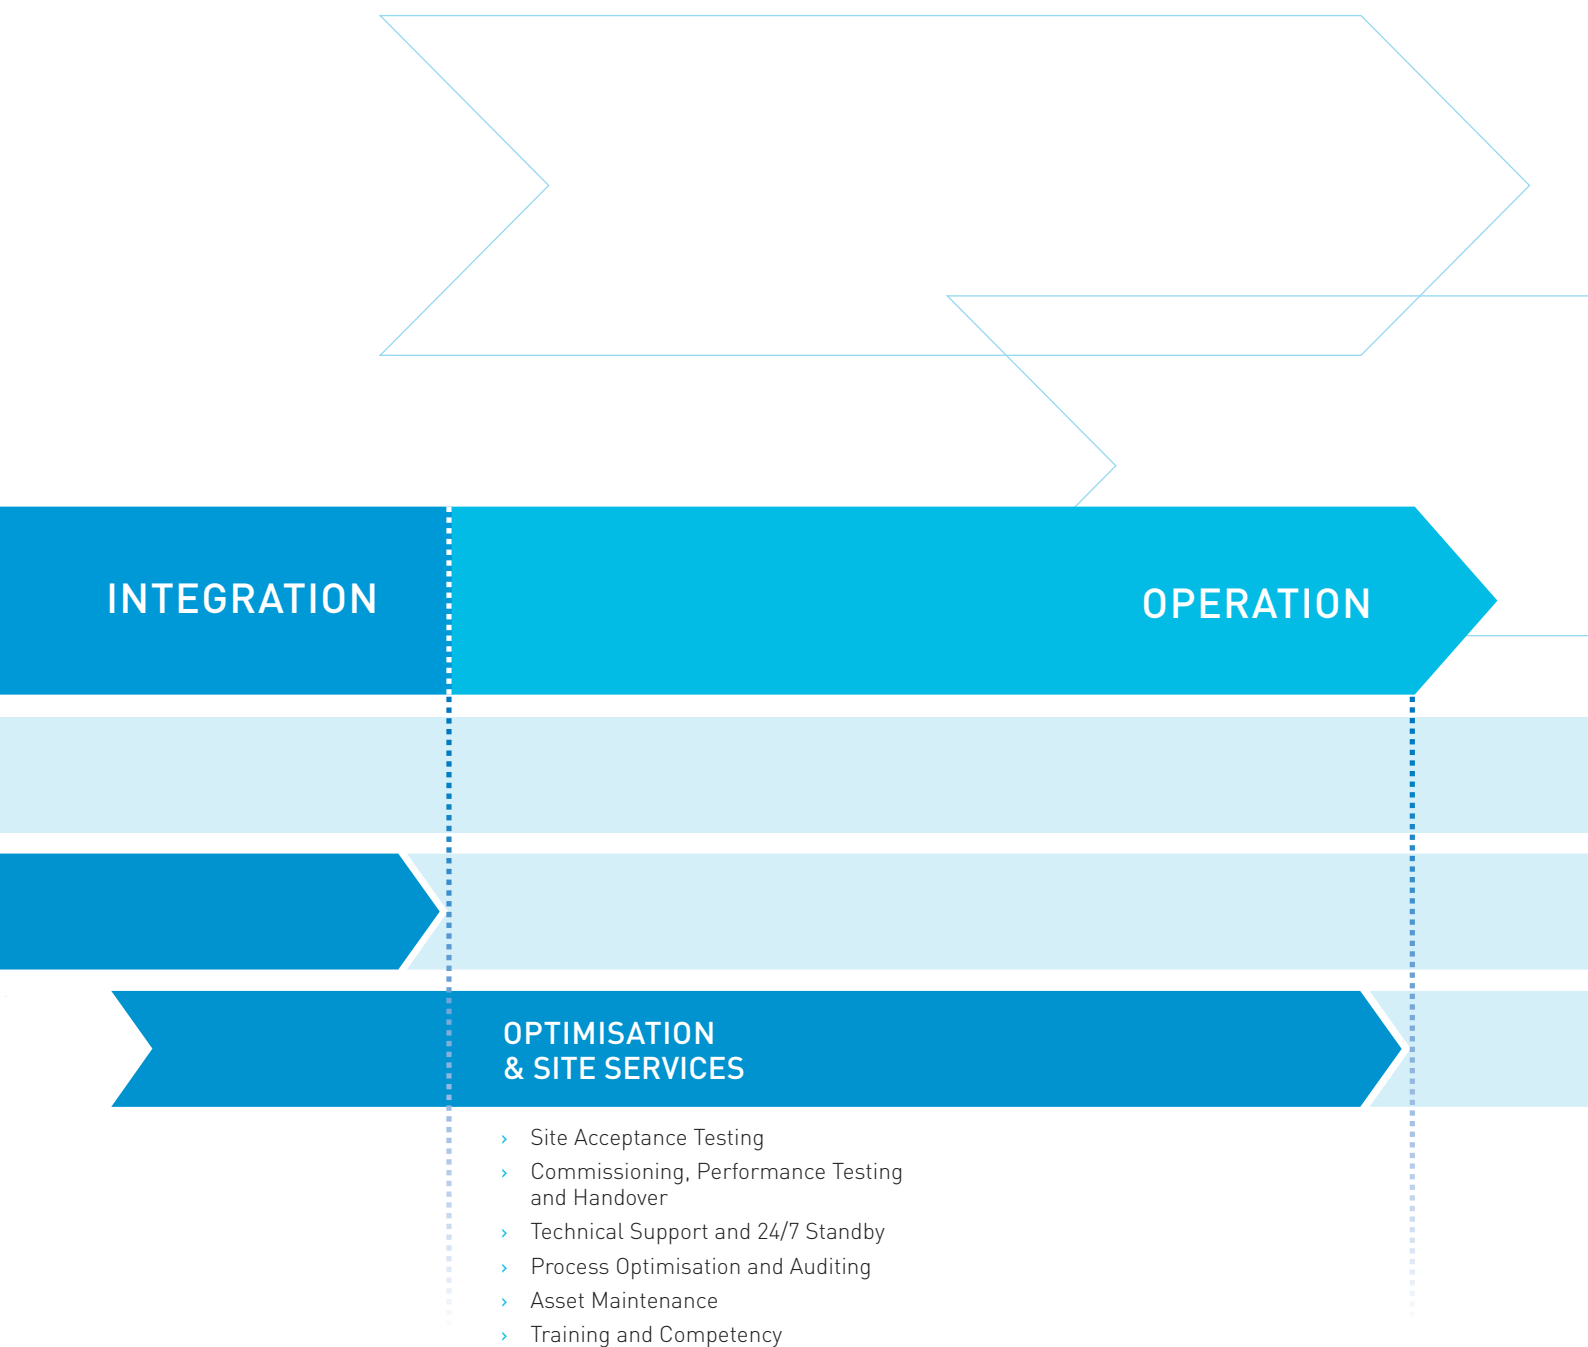 INTEGRATION
OPERATION
OPTIMISATION
& SITE SERVICES
› Site Acceptance Testing
› Commissioning, Performance Testing
and Handover
› Technical Support and 24/7 Standby
› Process Optimisation and Auditing
› Asset Maintenance
› Training and Competency